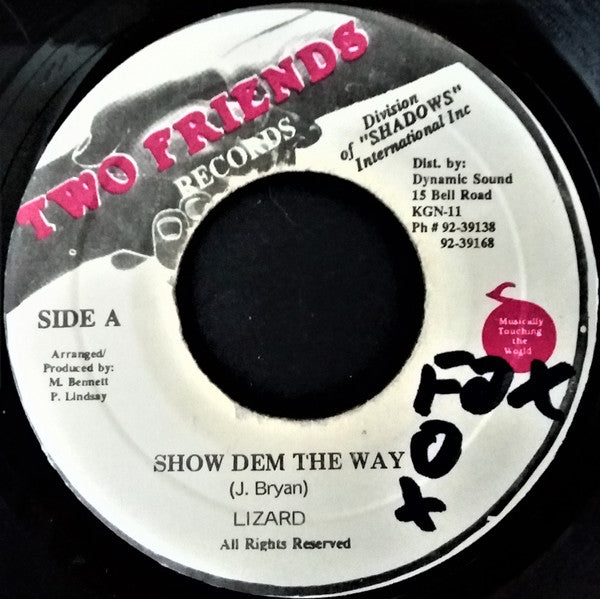 TWO FRIENDS
RECORDS
Division
of "SHADOWS"
International Inc
Dist. by:
Dynamic Sound
15 Bell Road
KGN-11
Ph # 92-39138
92-39168
SIDE A
Arranged/
Produced by:
M. Bennett
P. Lindsay
Musically
Touching
the
World
SHOW DEM THE WAY
(J. Bryan)
LIZARD
All Rights Reserved